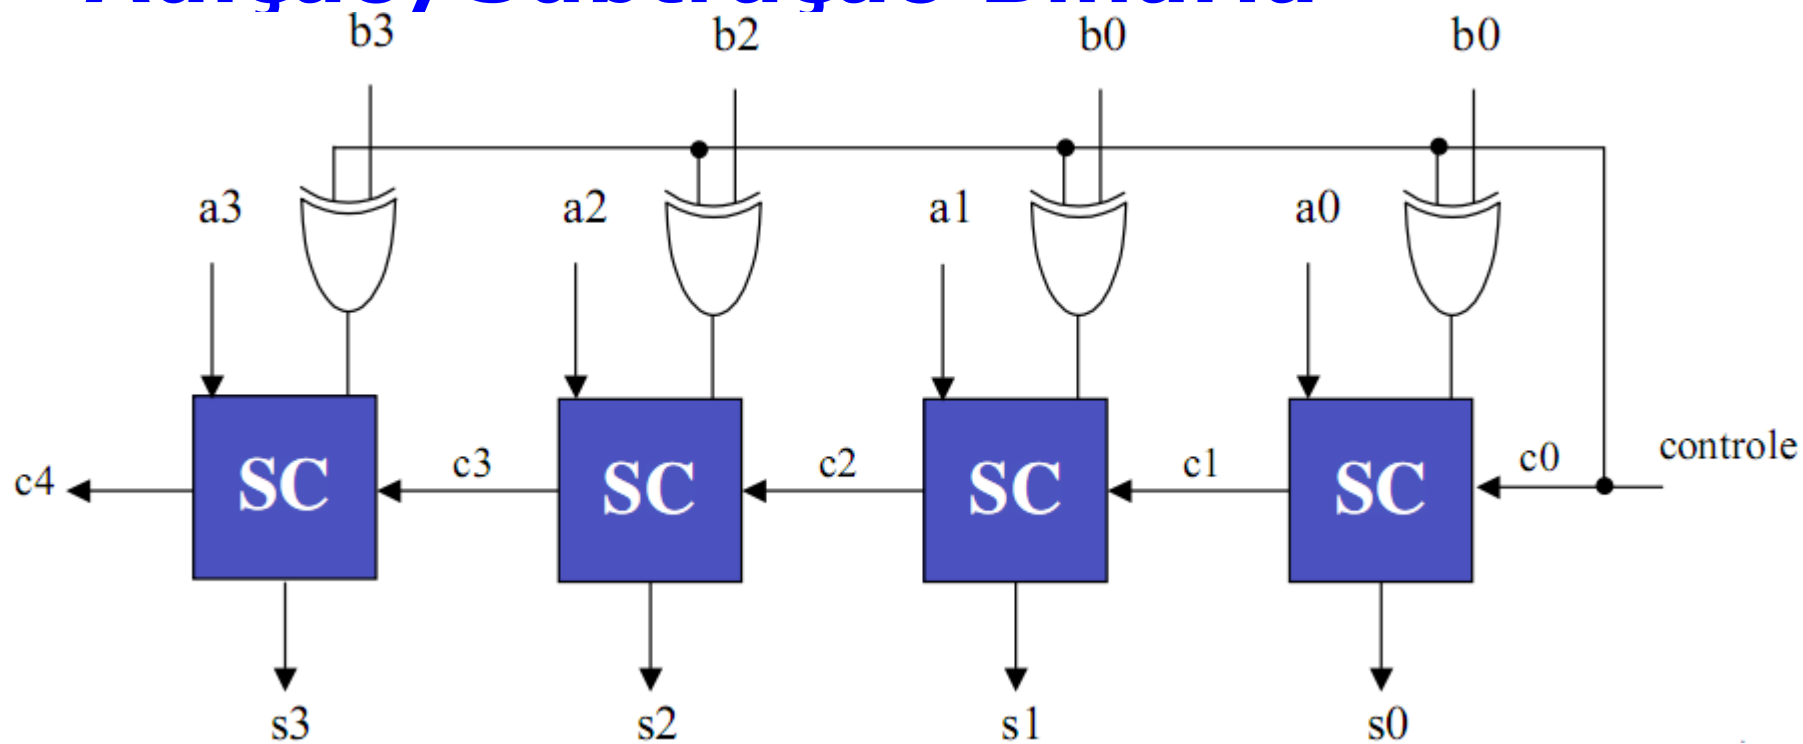 b3 b2 b0 b0
a3 a2 a1 a0
controle
c4 SC c3 SC c2 SC c1 SC c0
s3 s2 s1 s0